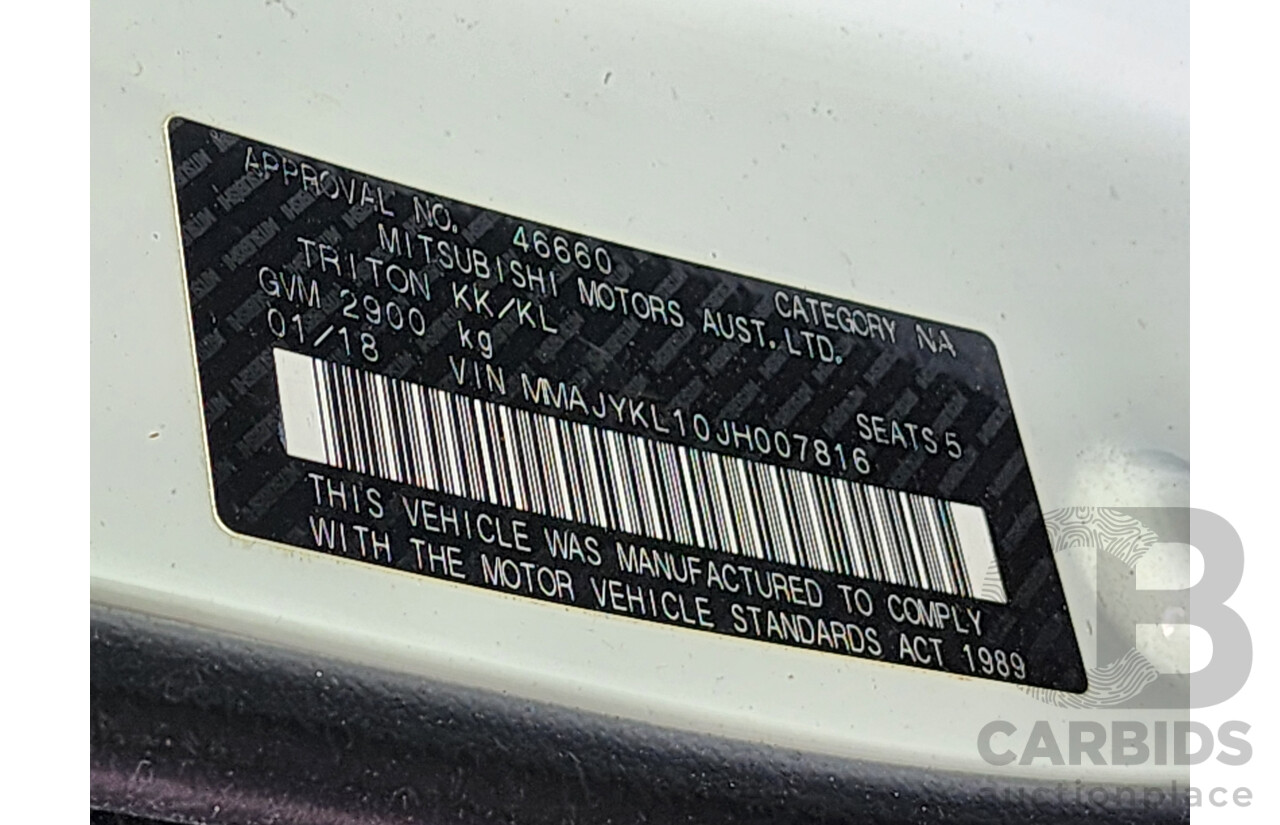 APPROVAL NO. 46660 CATEGORY NA
MITSUBISHI MOTORS AUST. LTD.
TRITON KK/KL SEATS 5
GVM 2900 kg
01/18 VIN MMAJYKL10JH007816
THIS VEHICLE WAS MANUFACTURED TO COMPLY
WITH THE MOTOR VEHICLE STANDARDS ACT 1989
B
CARBIDS
auctionplace